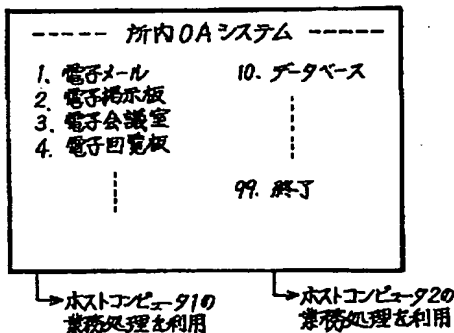 ----- 所内OAシステム -----
1. 電子メール
2. 電子掲示板
3. 電子会議室
4. 電子回覧板
10. データベース
99. 終了
ホストコンピュータ1の
業務処理を利用
ホストコンピュータ2の
業務処理を利用